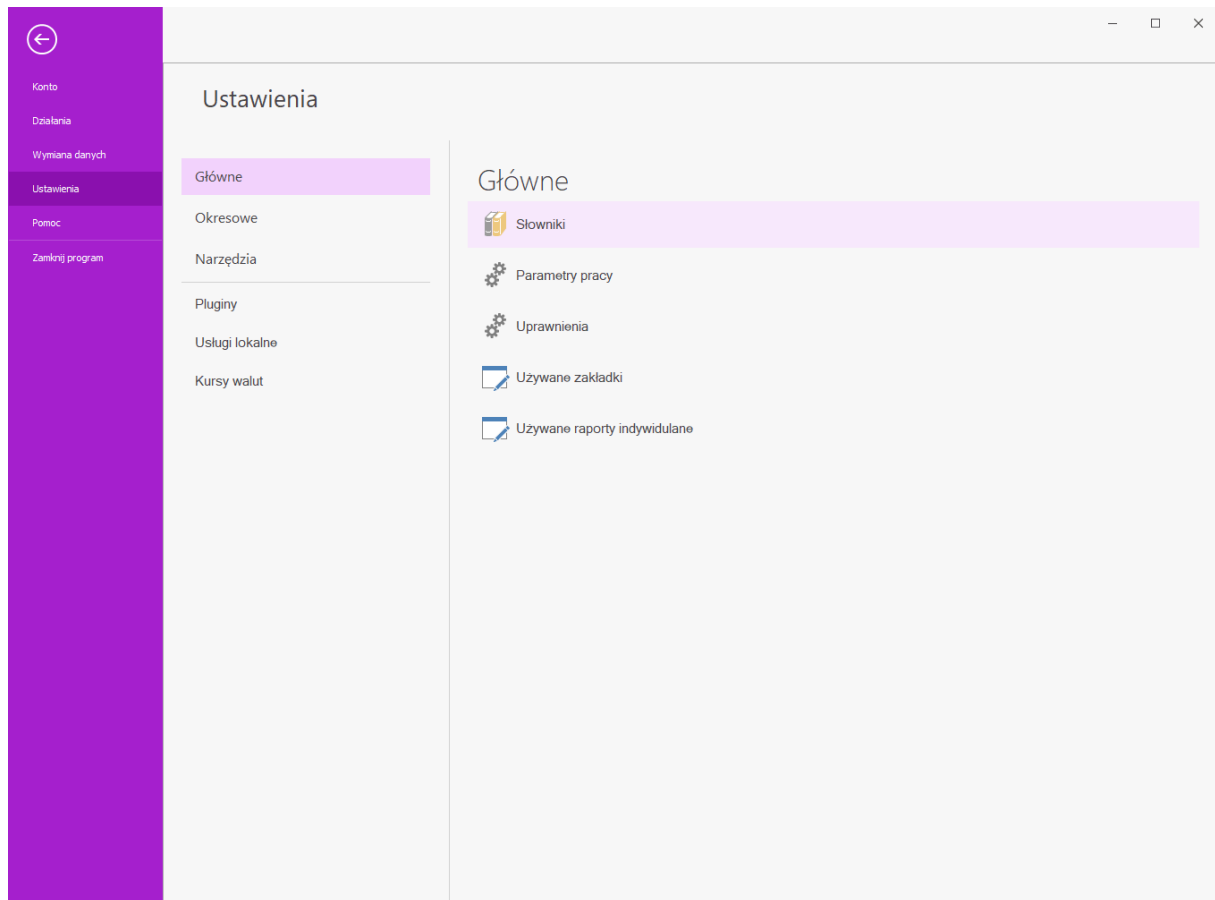 Konto
Działania
Wymiana danych
Ustawienia
Pomoc
Zamknij program
Ustawienia
Główne
Okresowe
Narzędzia
Pluginy
Usługi lokalne
Kursy walut
Główne
Słowniki
Parametry pracy
Uprawnienia
Używane zakładki
Używane raporty indywidulane